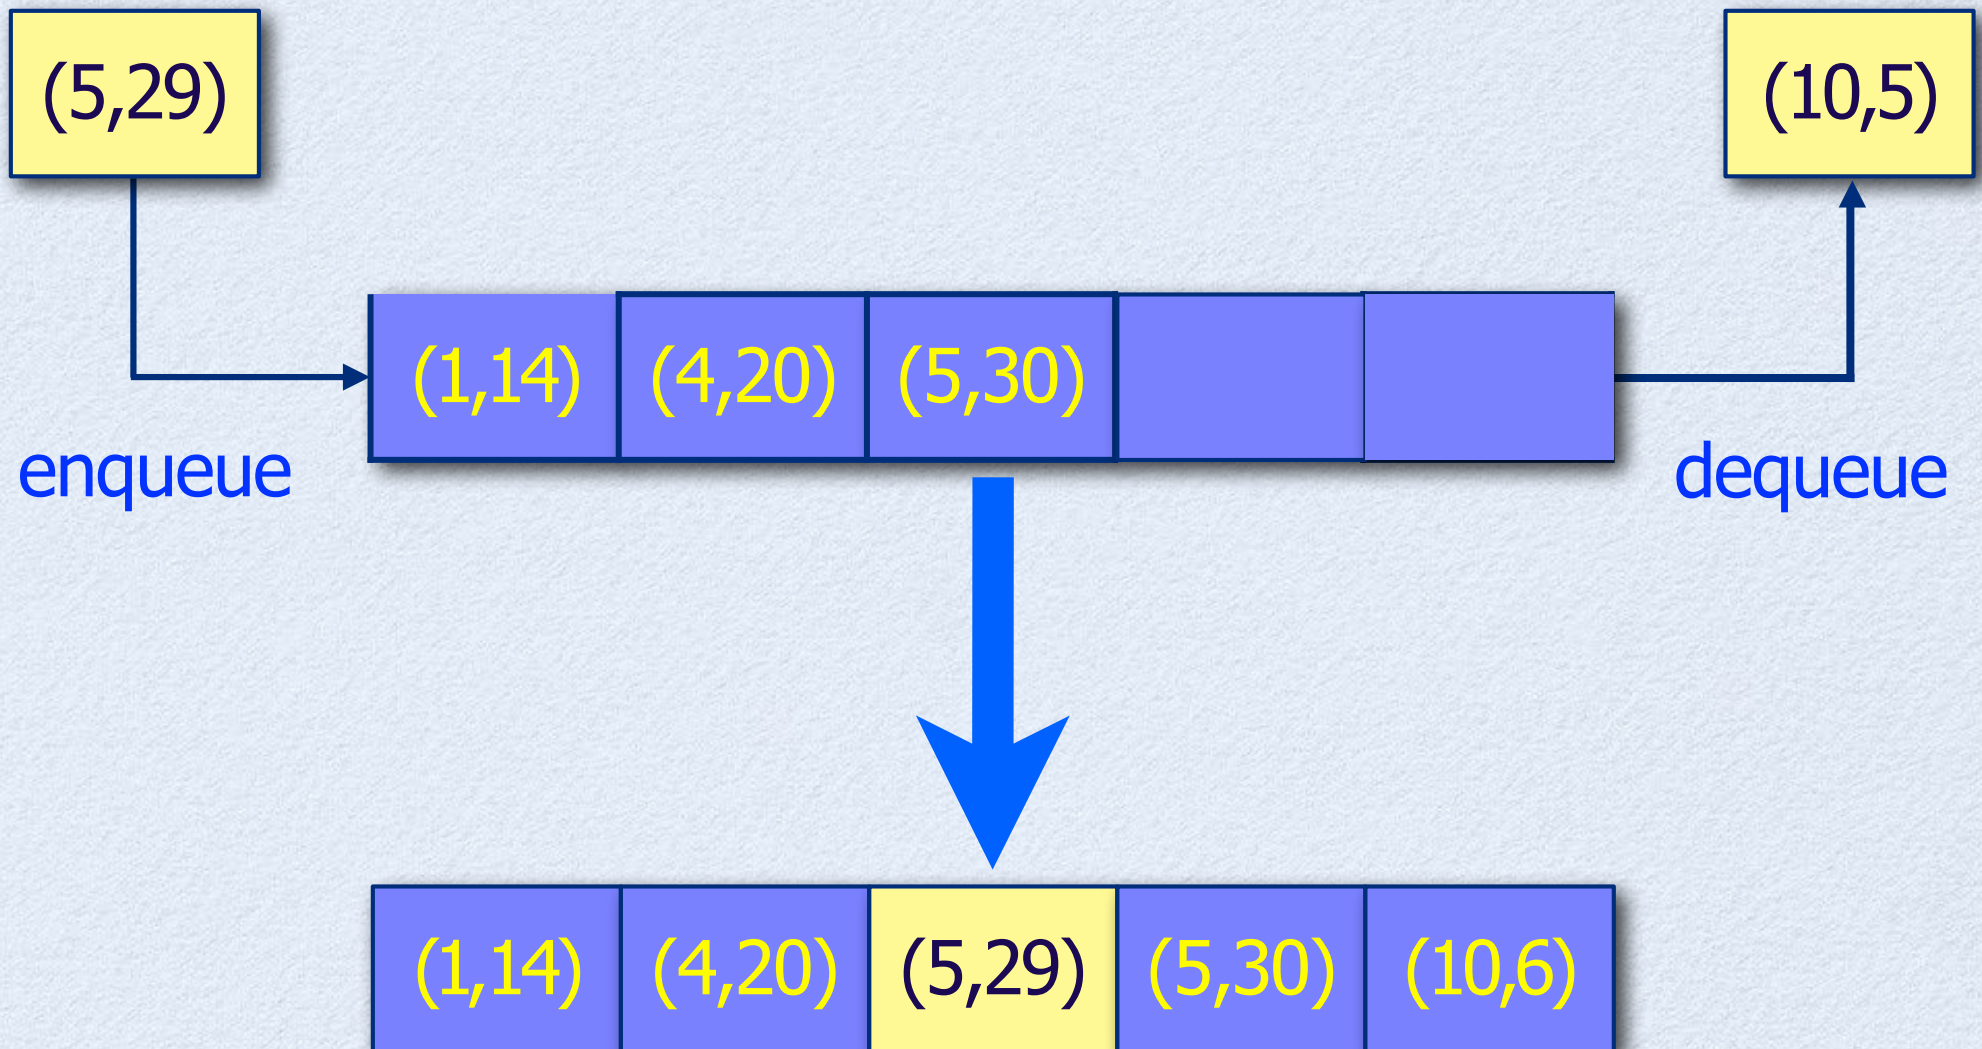 (5,29) (10,5)
(1,14) (4,20) (5,30)
enqueue dequeue
(1,14) (4,20) (5,29) (5,30) (10,6)